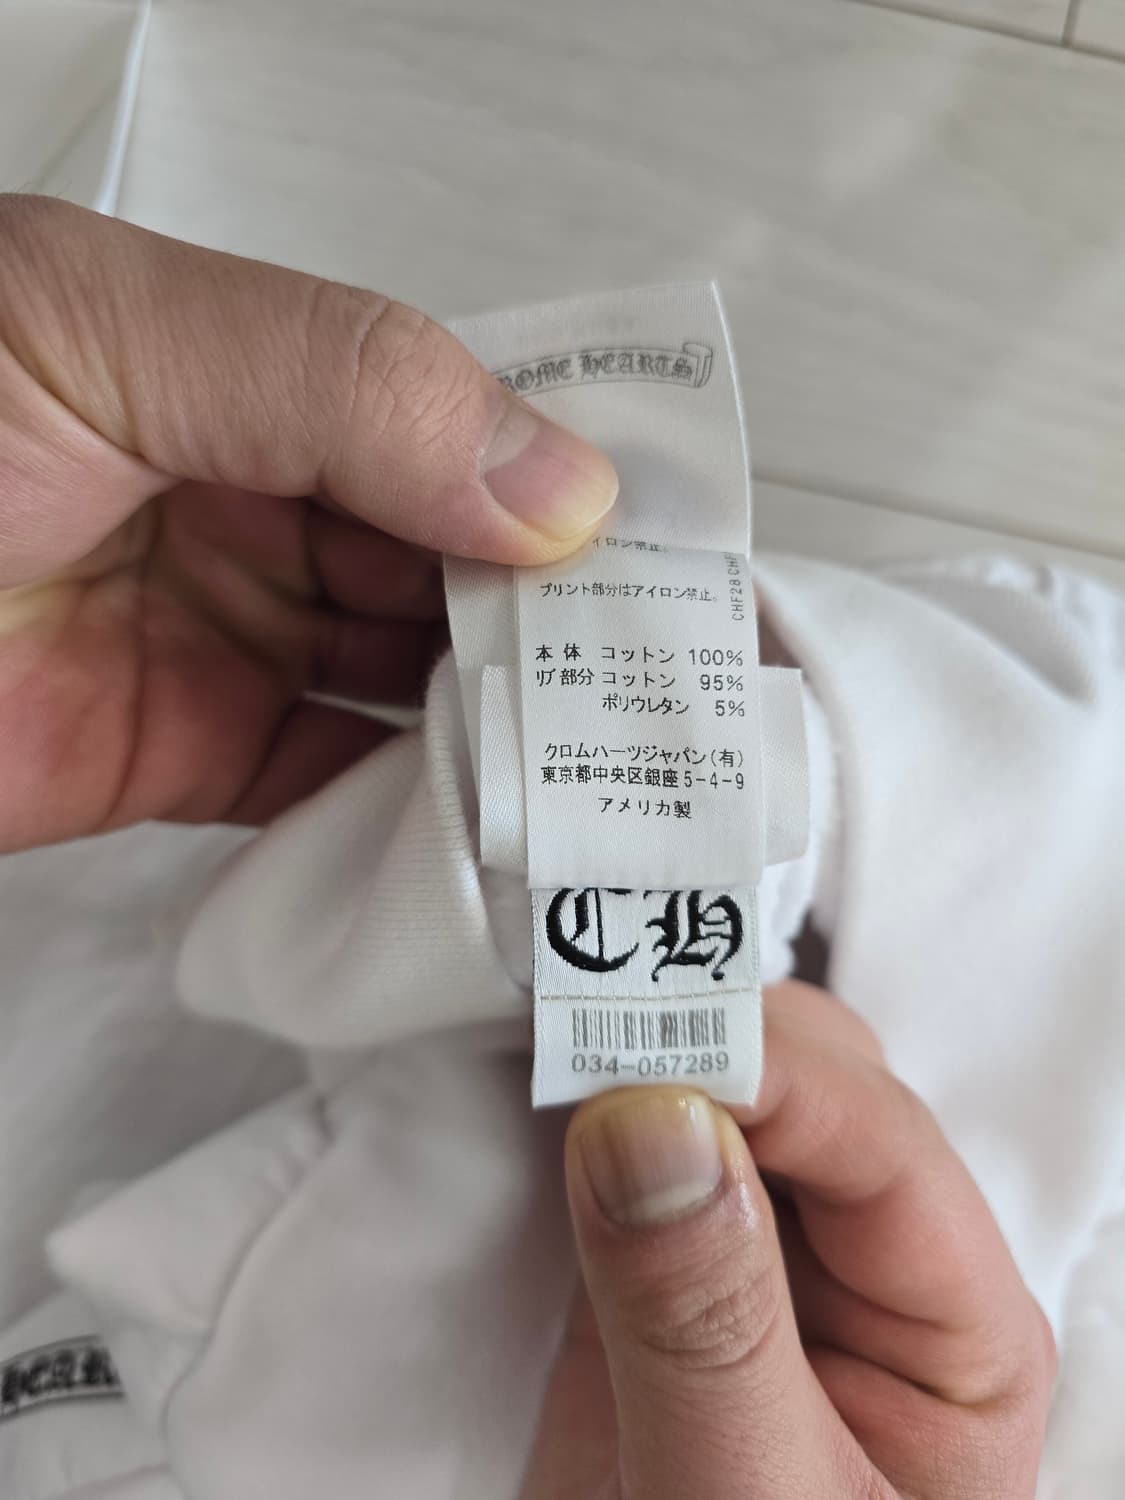 ROME HEARTS
イロン禁止。
プリント部分はアイロン禁止。
CHF28 CHF
本体 コットン 100%
リブ部分 コットン 95%
ポリウレタン 5%
クロムハーツジャパン(有)
東京都中央区銀座5-4-9
アメリカ製
CH
034-057289